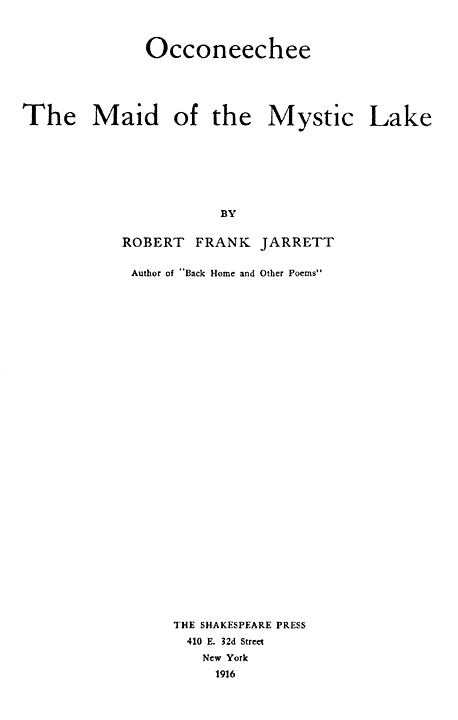 Occoneechee
The Maid of the Mystic Lake
BY
ROBERT FRANK JARRETT
Author of "Back Home and Other Poems"
THE SHAKESPEARE PRESS
410 E. 32d Street
New York
1916